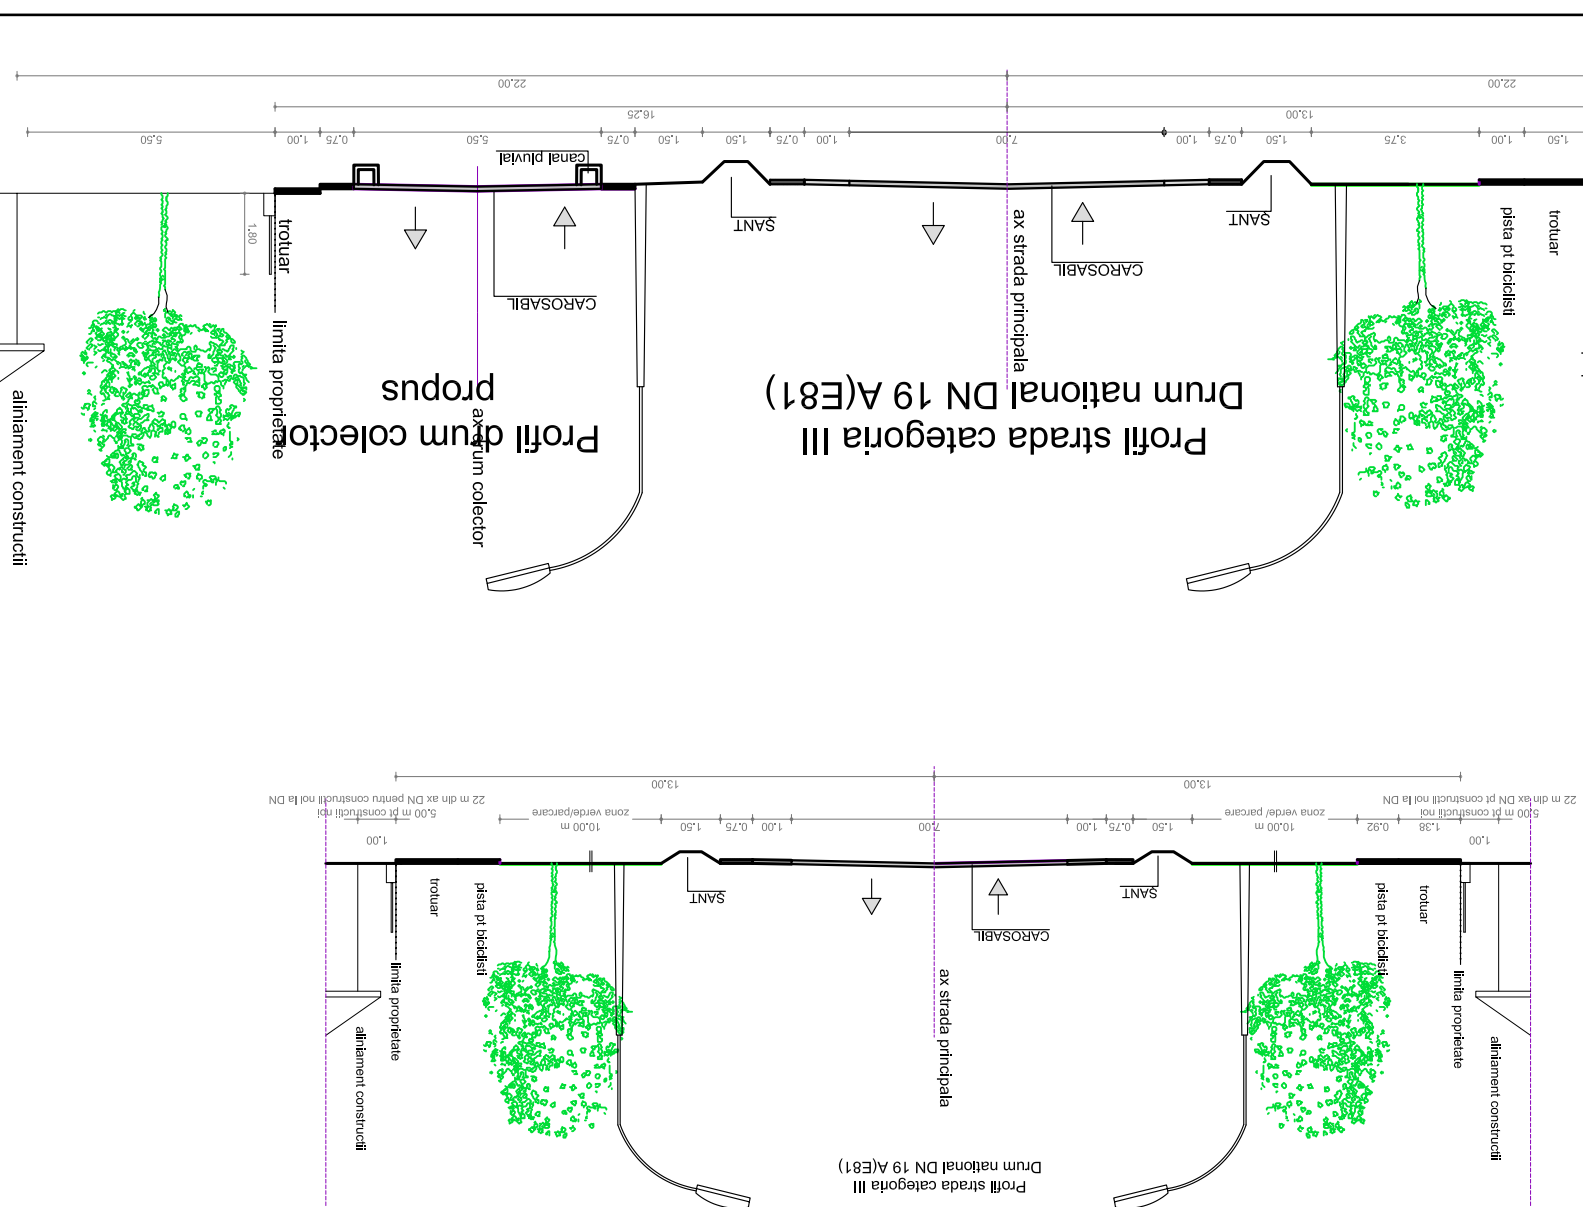 22.00
22.00
16.25
13.00
5.50
1.00
0.75
5.50
0.75
1.50
1.50
0.75
1.00
7.00
1.00
0.75
1.50
3.75
1.00
1.50
canal pluvial
1.80
trotuar
limita proprietate
aliniament constructii
CAROSABIL
ŞANT
ax strada principala
CAROSABIL
ŞANT
pista pt biciclisti
trotuar
Profil drum colector
propus
ax drum colector
Profil strada categoria III
Drum national DN 19 A(E81)
13.00
13.00
22 m din ax DN pentru constructii noi la DN
5.00 m pt constructii noi
1.00
zona verde/parcare
10.00 m
1.50
0.75
1.00
7.00
1.00
0.75
1.50
zona verde/ parcare
10.00 m
0.92
1.38
22 m din ax DN pt constructii noi la DN
5.00 m pt constructii noi
1.00
trotuar
pista pt biciclisti
limita proprietate
aliniament constructii
ŞANT
CAROSABIL
ax strada principala
ŞANT
pista pt biciclisti
trotuar
limita proprietate
aliniament constructii
Profil strada categoria III
Drum national DN 19 A(E81)